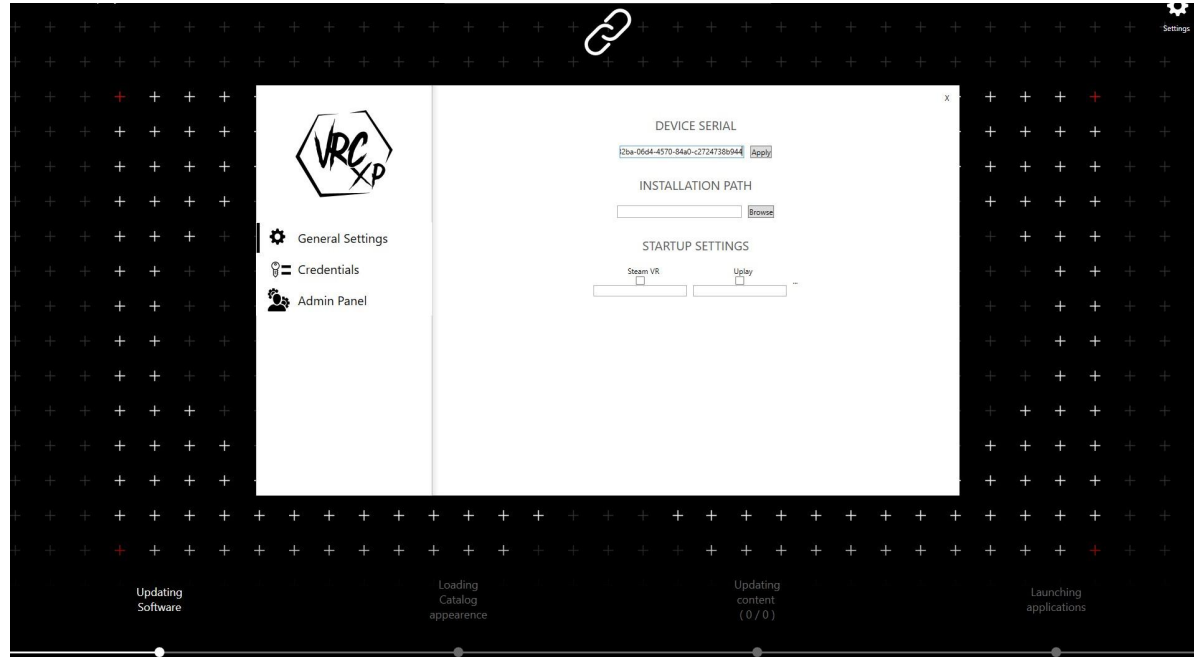 Settings
VRC
XP
X
DEVICE SERIAL
32ba-06d4-4570-84a0-c2724738b944
Apply
INSTALLATION PATH
Browse
General Settings
STARTUP SETTINGS
Credentials
Steam VR
Uplay
...
Admin Panel
Updating
Software
Loading
Catalog
appearence
Updating
content
( 0 / 0 )
Launching
applications